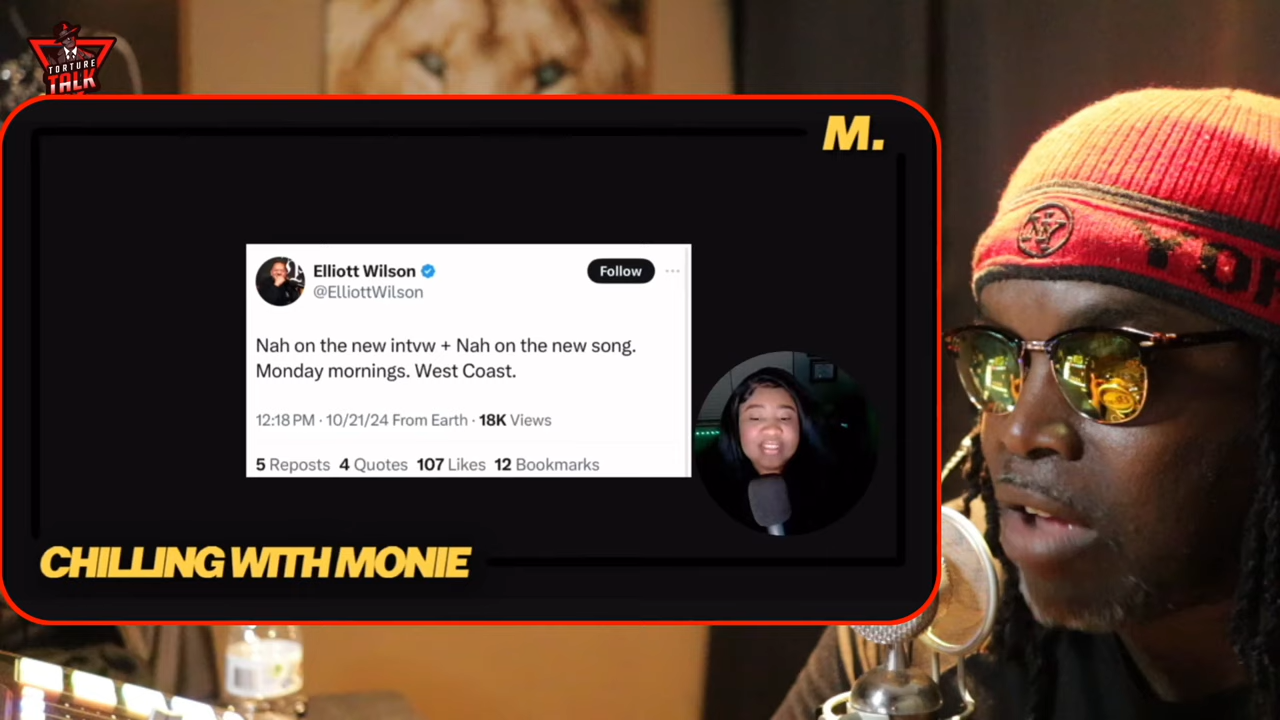 TORTURE
TALK
M.
Elliott Wilson
Follow
@ElliottWilson
Nah on the new intvw + Nah on the new song.
Monday mornings. West Coast.
12:18 PM · 10/21/24 From Earth · 18K Views
5 Reposts 4 Quotes 107 Likes 12 Bookmarks
CHILLING WITH MONIE
NY